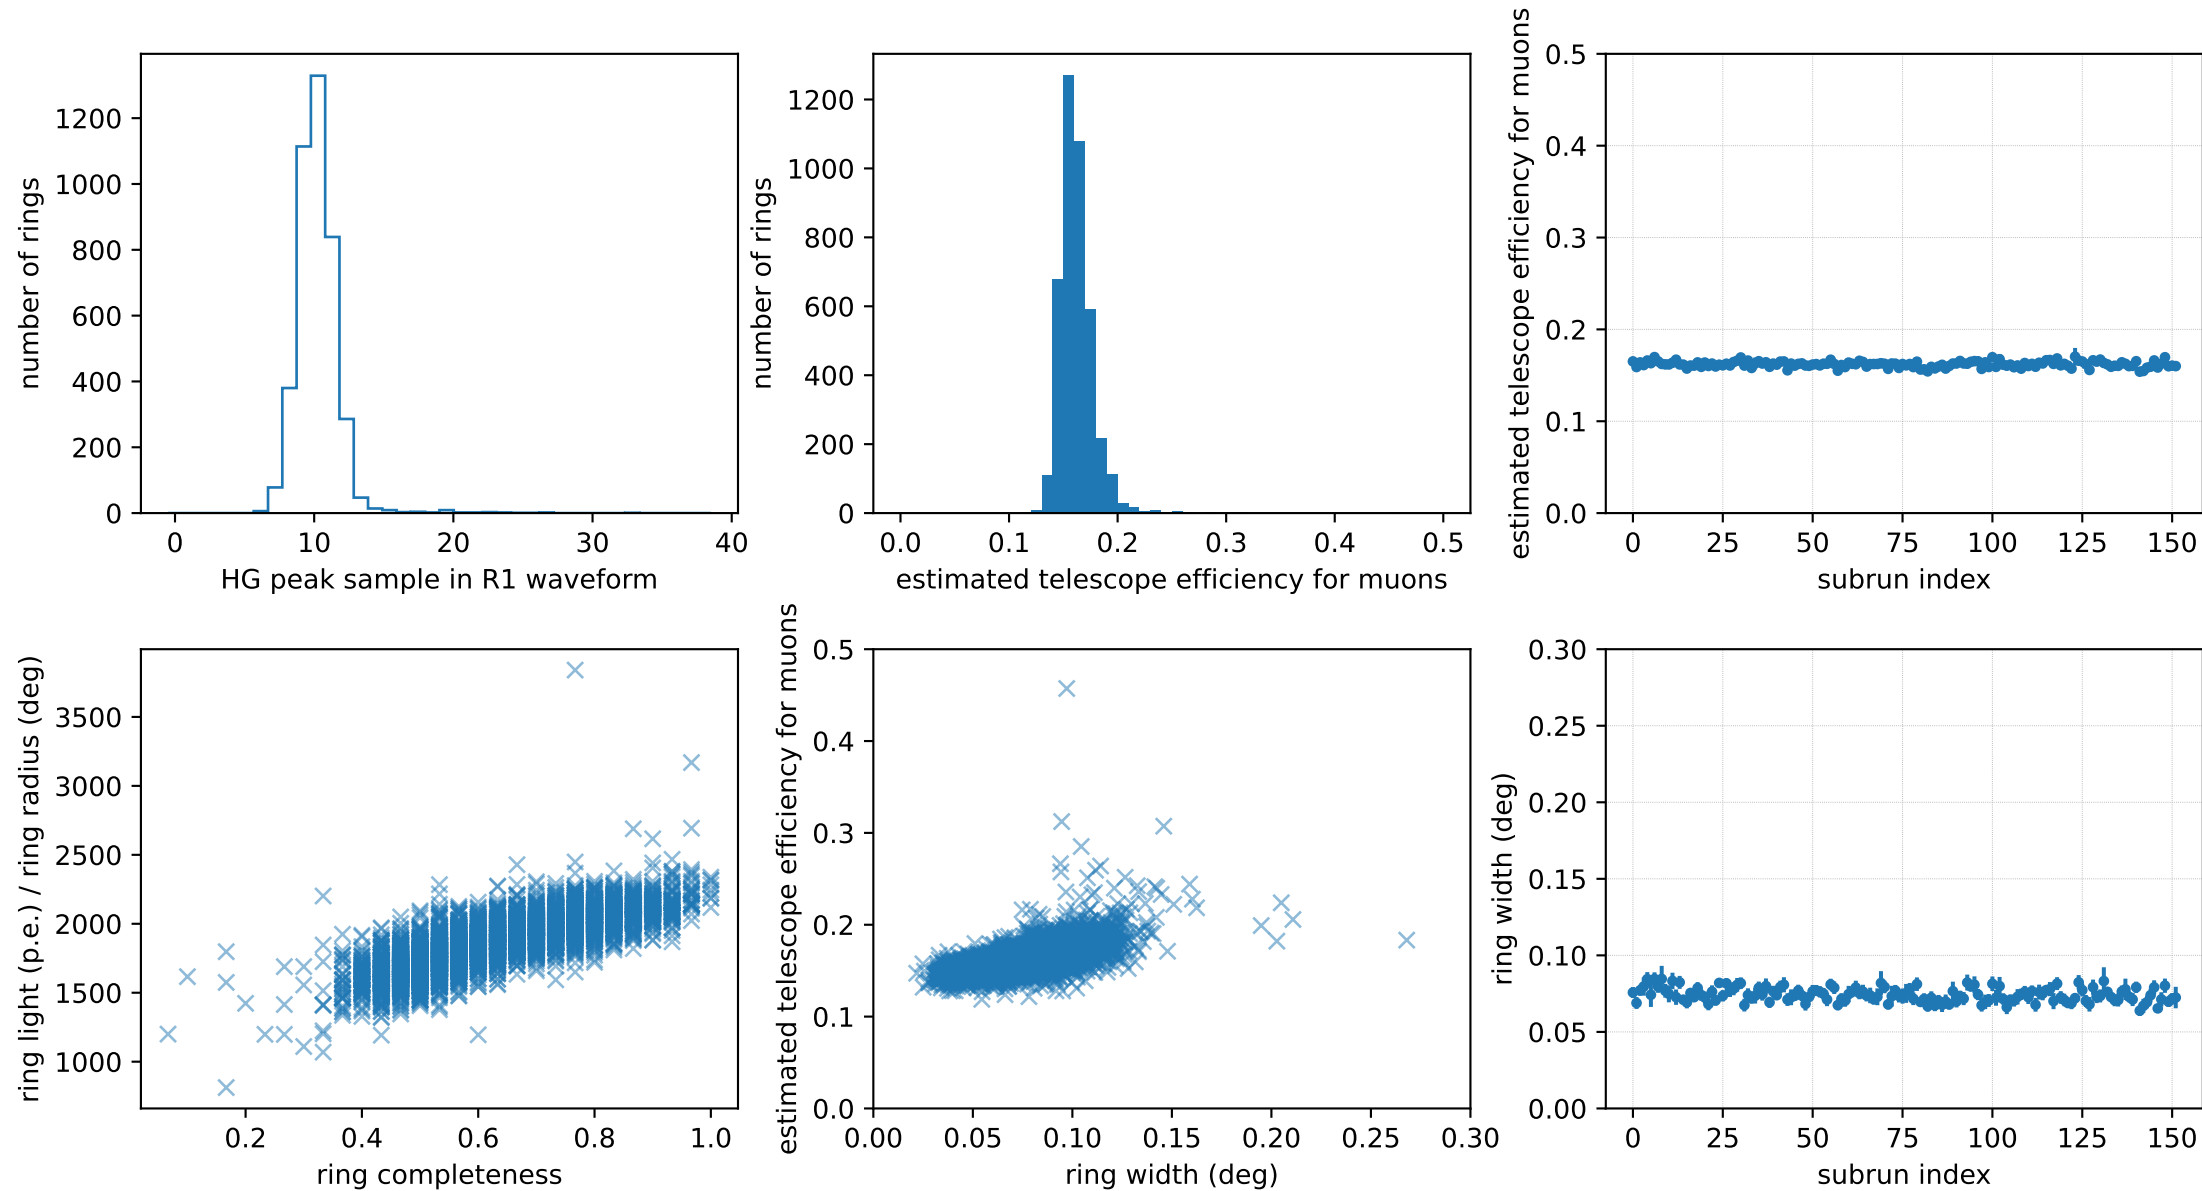 number of rings
1200
1000
800
600
400
200
0
0 10 20 30 40
HG peak sample in R1 waveform
number of rings
1200
1000
800
600
400
200
0
0.0 0.1 0.2 0.3 0.4 0.5
estimated telescope efficiency for muons
estimated telescope efficiency for muons
0.5
0.4
0.3
0.2
0.1
0.0
0 25 50 75 100 125 150
subrun index
ring light (p.e.) / ring radius (deg)
3500
3000
2500
2000
1500
1000
0.2 0.4 0.6 0.8 1.0
ring completeness
estimated telescope efficiency for muons
0.5
0.4
0.3
0.2
0.1
0.0
0.00 0.05 0.10 0.15 0.20 0.25 0.30
ring width (deg)
ring width (deg)
0.30
0.25
0.20
0.15
0.10
0.05
0.00
0 25 50 75 100 125 150
subrun index